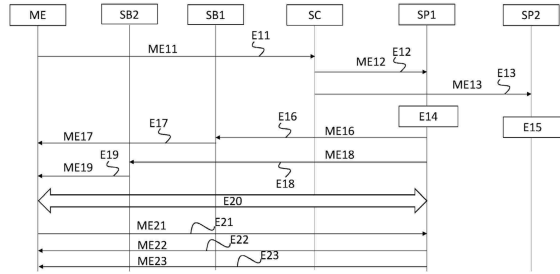 ME SB2 SB1 SC SP1 SP2
E11
ME11
E12
ME12
E13
ME13
E14
E15
E16
ME16
E17
ME17
ME18
E18
E19
ME19
E20
ME21 E21
ME22 E22
ME23 E23